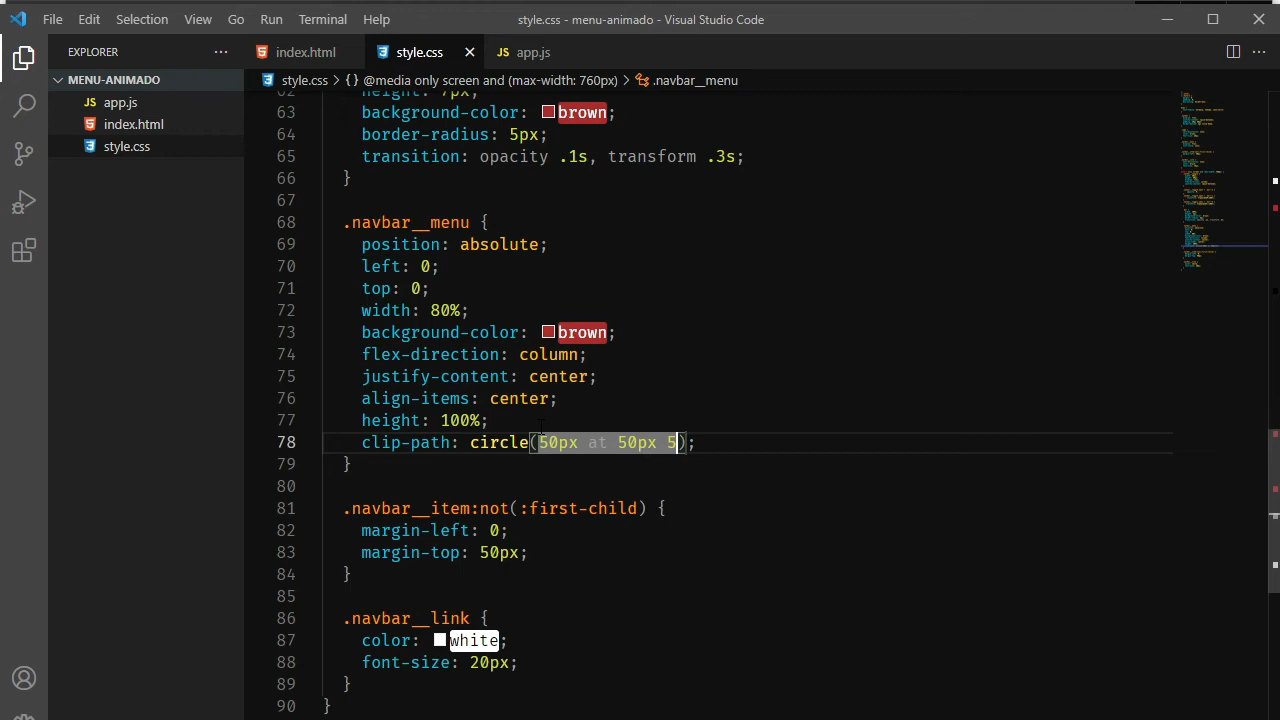 File Edit Selection View Go Run Terminal Help
style.css - menu-animado - Visual Studio Code
EXPLORER
MENU-ANIMADO
JS app.js
index.html
style.css
index.html
style.css
JS app.js
style.css > {} @media only screen and (max-width: 760px) > .navbar__menu
62 height: 7px;
63 background-color: brown;
64 border-radius: 5px;
65 transition: opacity .1s, transform .3s;
66 }
67
68 .navbar__menu {
69 position: absolute;
70 left: 0;
71 top: 0;
72 width: 80%;
73 background-color: brown;
74 flex-direction: column;
75 justify-content: center;
76 align-items: center;
77 height: 100%;
78 clip-path: circle(50px at 50px 5);
79 }
80
81 .navbar__item:not(:first-child) {
82 margin-left: 0;
83 margin-top: 50px;
84 }
85
86 .navbar__link {
87 color: white;
88 font-size: 20px;
89 }
90 }